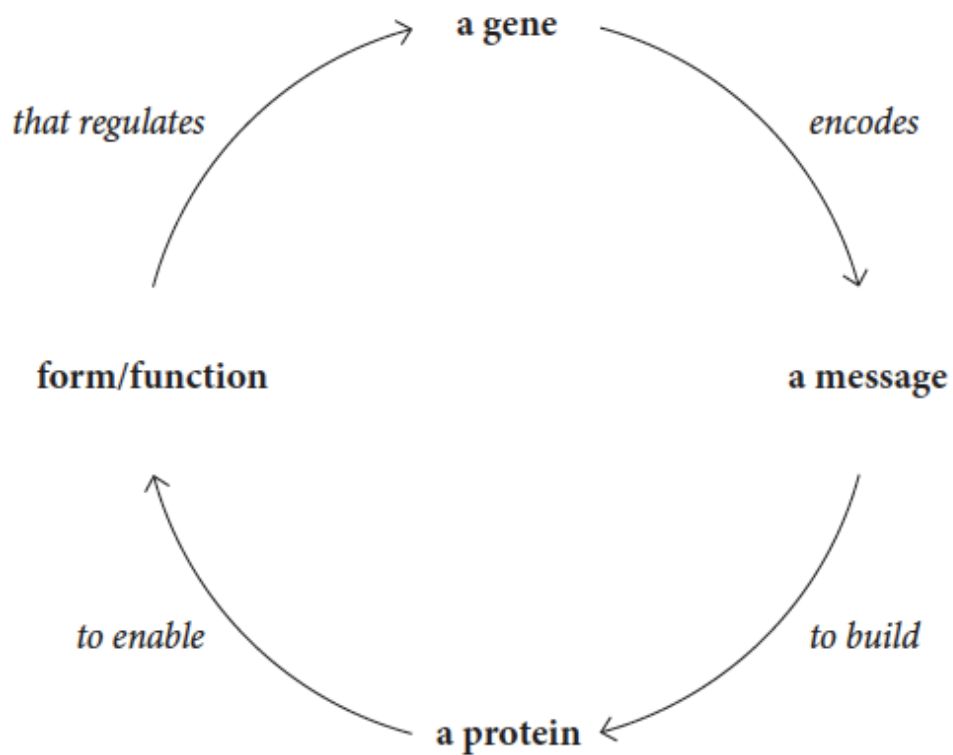 a gene
that regulates
encodes
form/function
a message
to enable
to build
a protein